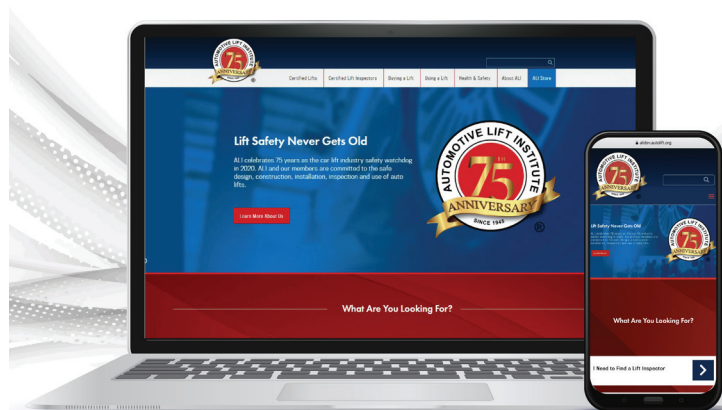 AUTOMOTIVE LIFT INSTITUTE
75
ANNIVERSARY
Certified Lifts
Certified Lift Inspectors
Buying a Lift
Using a Lift
Health & Safety
About ALI
ALI Store
Lift Safety Never Gets Old
ALI celebrates 75 years as the car lift industry safety watchdog
in 2020. ALI and our members are committed to the safe
design, construction, installation, inspection and use of auto
lifts.
Learn More About Us
AUTOMOTIVE LIFT INSTITUTE
75
ANNIVERSARY
SINCE 1945
®
What Are You Looking For?
alidev.autolift.org
AUTOMOTIVE LIFT INSTITUTE
75
ANNIVERSARY
Lift Safety Never Gets Old
75
ANNIVERSARY
What Are You Looking For?
I Need to Find a Lift Inspector